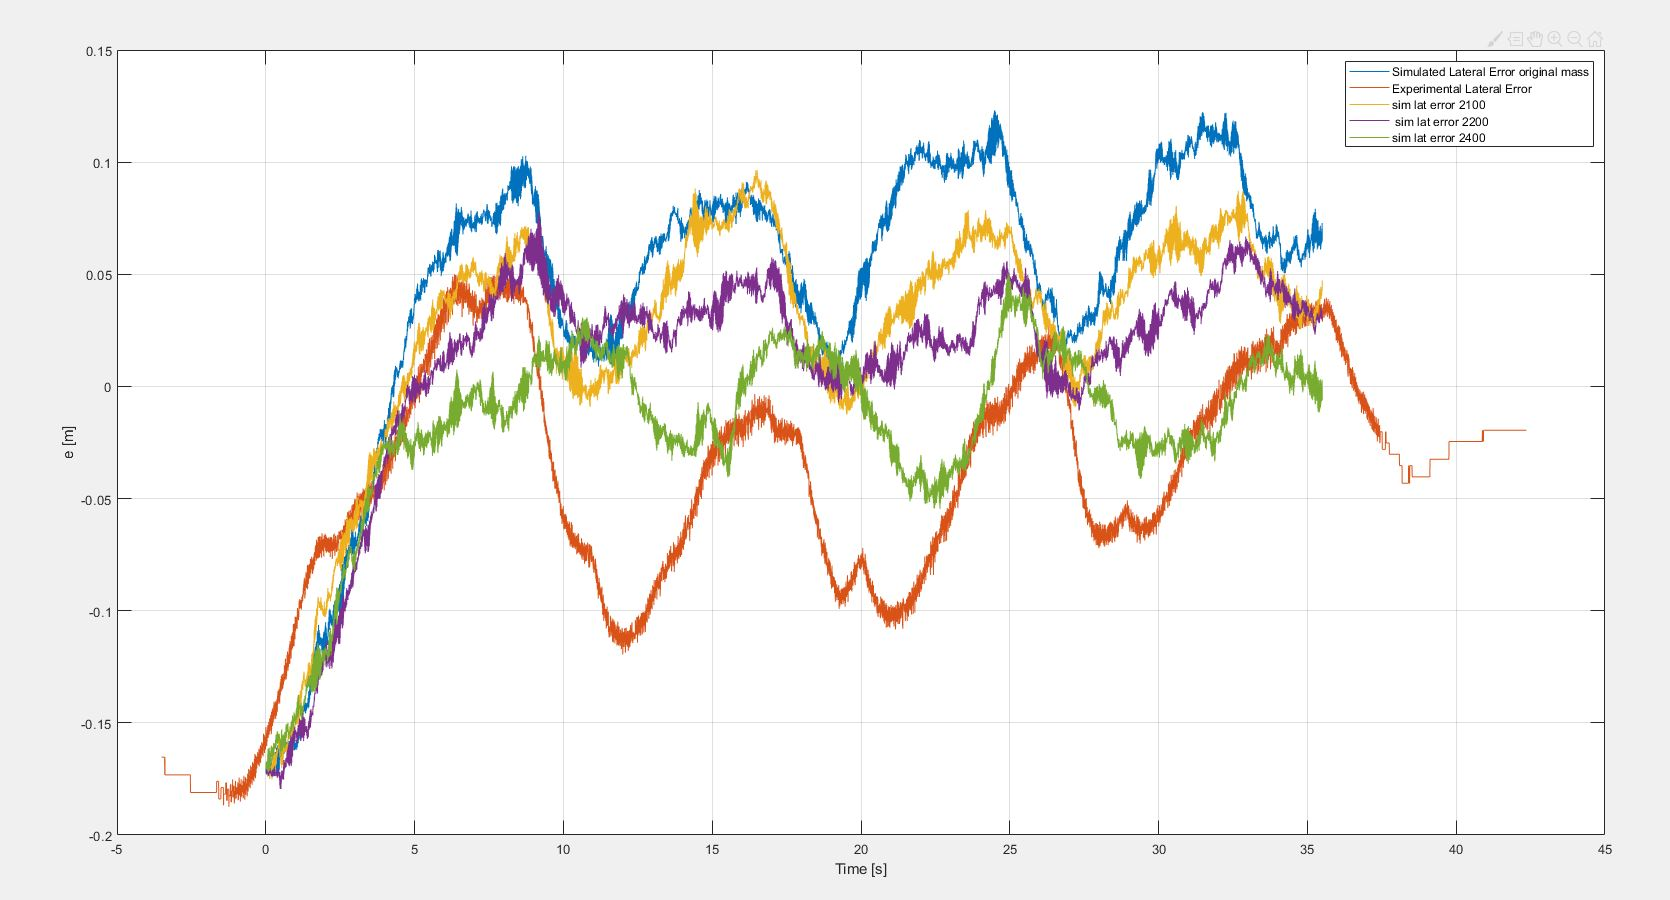 0.15
0.1
0.05
0
-0.05
-0.1
-0.15
-0.2
e [m]
Simulated Lateral Error original mass
Experimental Lateral Error
sim lat error 2100
sim lat error 2200
sim lat error 2400
-5 0 5 10 15 20 25 30 35 40 45
Time [s]